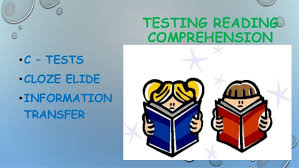 TESTING READING
COMPREHENSION
• C – TESTS
• CLOZE ELIDE
• INFORMATION
TRANSFER